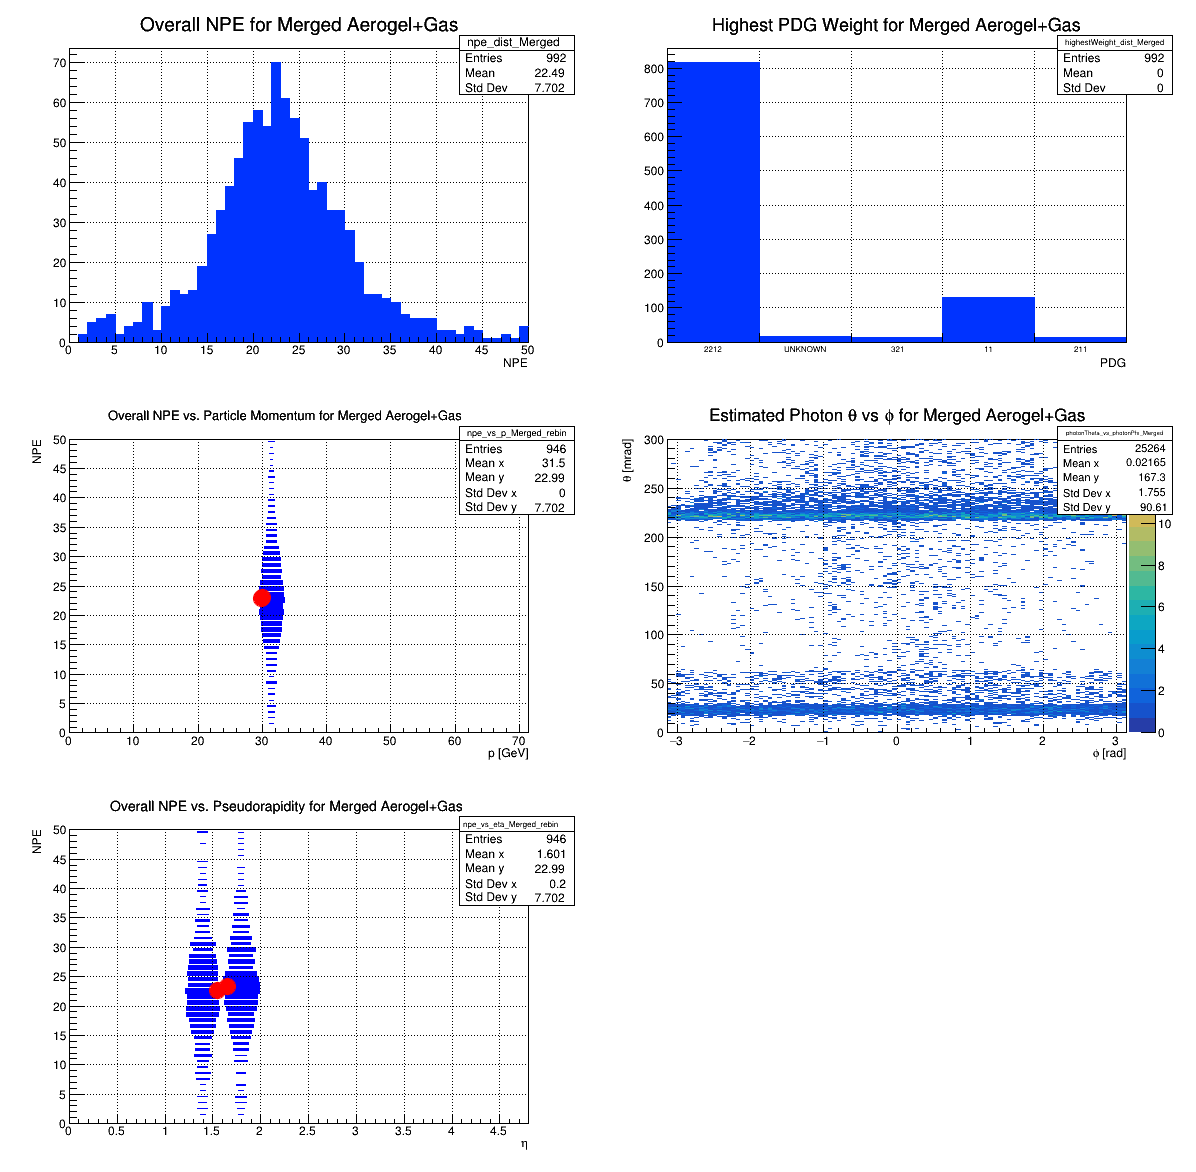 Overall NPE for Merged Aerogel+Gas
npe_dist_Merged
Entries 992
Mean 22.49
Std Dev 7.702
70
60
50
40
30
20
10
0
0 5 10 15 20 25 30 35 40 45 50
NPE
Highest PDG Weight for Merged Aerogel+Gas
highestWeight_dist_Merged
Entries 992
Mean 0
Std Dev 0
800
700
600
500
400
300
200
100
0
2212 UNKNOWN 321 11 211
PDG
Overall NPE vs. Particle Momentum for Merged Aerogel+Gas
npe_vs_p_Merged_rebin
Entries 946
Mean x 31.5
Mean y 22.99
Std Dev x 0
Std Dev y 7.702
NPE
50
45
40
35
30
25
20
15
10
5
0
0 10 20 30 40 50 60 70
p [GeV]
Estimated Photon θ vs ϕ for Merged Aerogel+Gas
photonTheta_vs_photonPhi_Merged
Entries 25264
Mean x 0.02165
Mean y 167.3
Std Dev x 1.755
Std Dev y 90.61
θ [mrad]
300
250
200
150
100
50
0
−3 −2 −1 0 1 2 3
ϕ [rad]
10
8
6
4
2
0
Overall NPE vs. Pseudorapidity for Merged Aerogel+Gas
npe_vs_eta_Merged_rebin
Entries 946
Mean x 1.601
Mean y 22.99
Std Dev x 0.2
Std Dev y 7.702
NPE
50
45
40
35
30
25
20
15
10
5
0
0 0.5 1 1.5 2 2.5 3 3.5 4 4.5
η